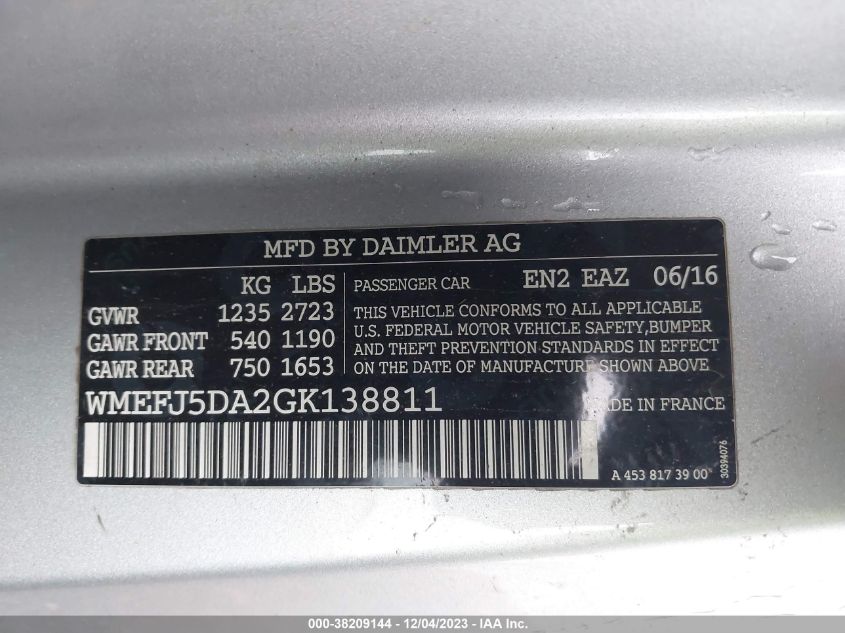 MFD BY DAIMLER AG
KG LBS
GVWR 1235 2723
GAWR FRONT 540 1190
GAWR REAR 750 1653
PASSENGER CAR EN2 EAZ 06/16
THIS VEHICLE CONFORMS TO ALL APPLICABLE
U.S. FEDERAL MOTOR VEHICLE SAFETY,BUMPER
AND THEFT PREVENTION STANDARDS IN EFFECT
ON THE DATE OF MANUFACTURE SHOWN ABOVE
WMEFJ5DA2GK138811
MADE IN FRANCE
A 453 817 39 00
30394076
000-38209144 - 12/04/2023 - IAA Inc.